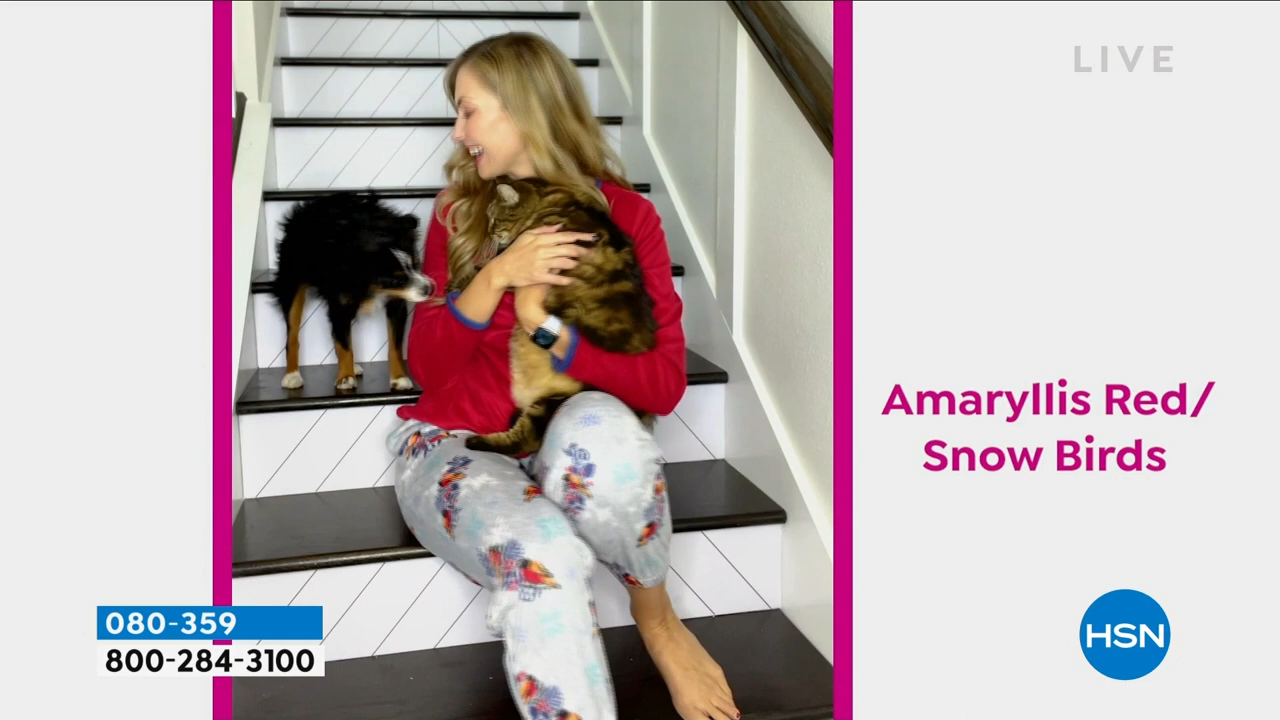 LIVE
Amaryllis Red/
Snow Birds
080-359
800-284-3100
HSN